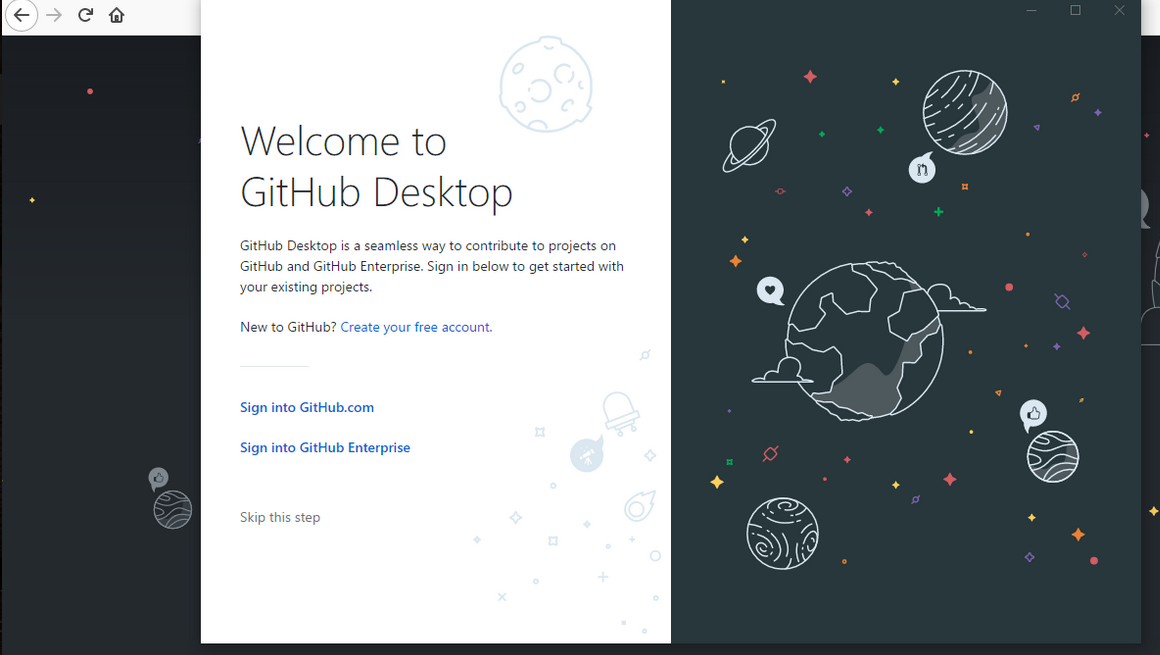 Welcome to
GitHub Desktop
GitHub Desktop is a seamless way to contribute to projects on
GitHub and GitHub Enterprise. Sign in below to get started with
your existing projects.
New to GitHub? Create your free account.
Sign into GitHub.com
Sign into GitHub Enterprise
Skip this step